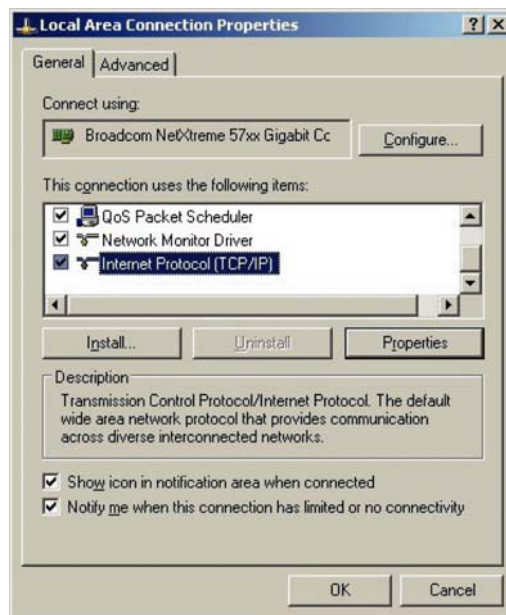 Local Area Connection Properties
General
Advanced
Connect using:
Broadcom NetXtreme 57xx Gigabit Cc
Configure...
This connection uses the following items:
QoS Packet Scheduler
Network Monitor Driver
Internet Protocol (TCP/IP)
Install...
Uninstall
Properties
Description
Transmission Control Protocol/Internet Protocol. The default
wide area network protocol that provides communication
across diverse interconnected networks.
Show icon in notification area when connected
Notify me when this connection has limited or no connectivity
OK
Cancel